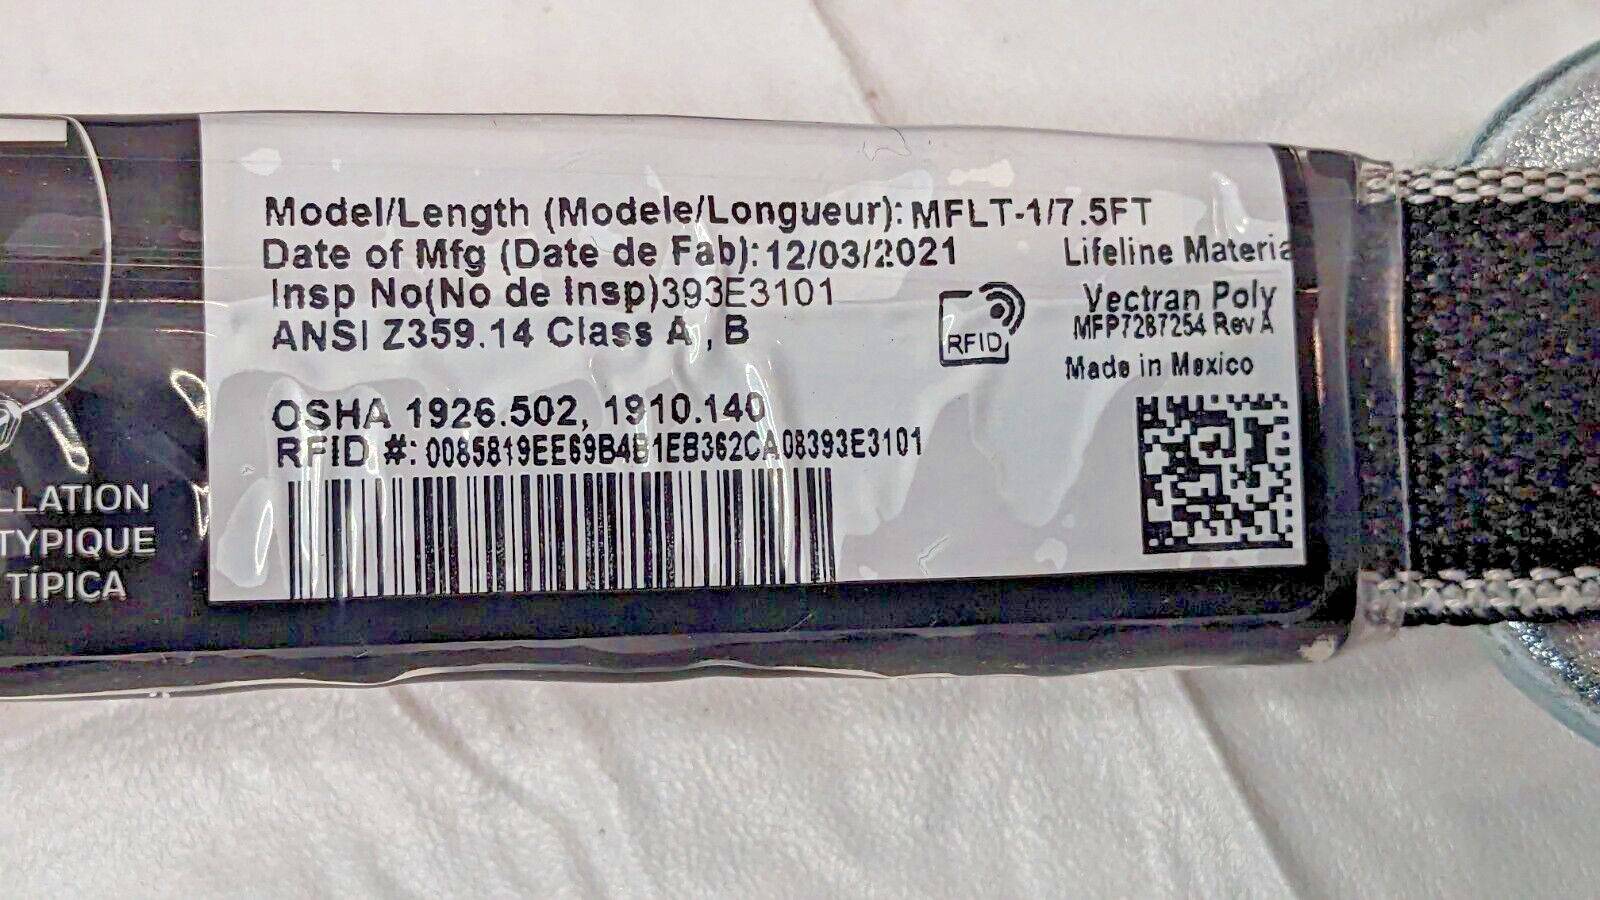 Model/Length (Modele/Longueur): MFLT-1/7.5FT
Date of Mfg (Date de Fab): 12/03/2021
Insp No(No de Insp)393E3101
ANSI Z359.14 Class A , B
OSHA 1926.502, 1910.140
RFID #: 0085819EE69B4B1EB362CA08393E3101
Lifeline Materia
Vectran Poly
MFP7287254 Rev A
Made in Mexico
RFID
LLATION
TYPIQUE
TÍPICA